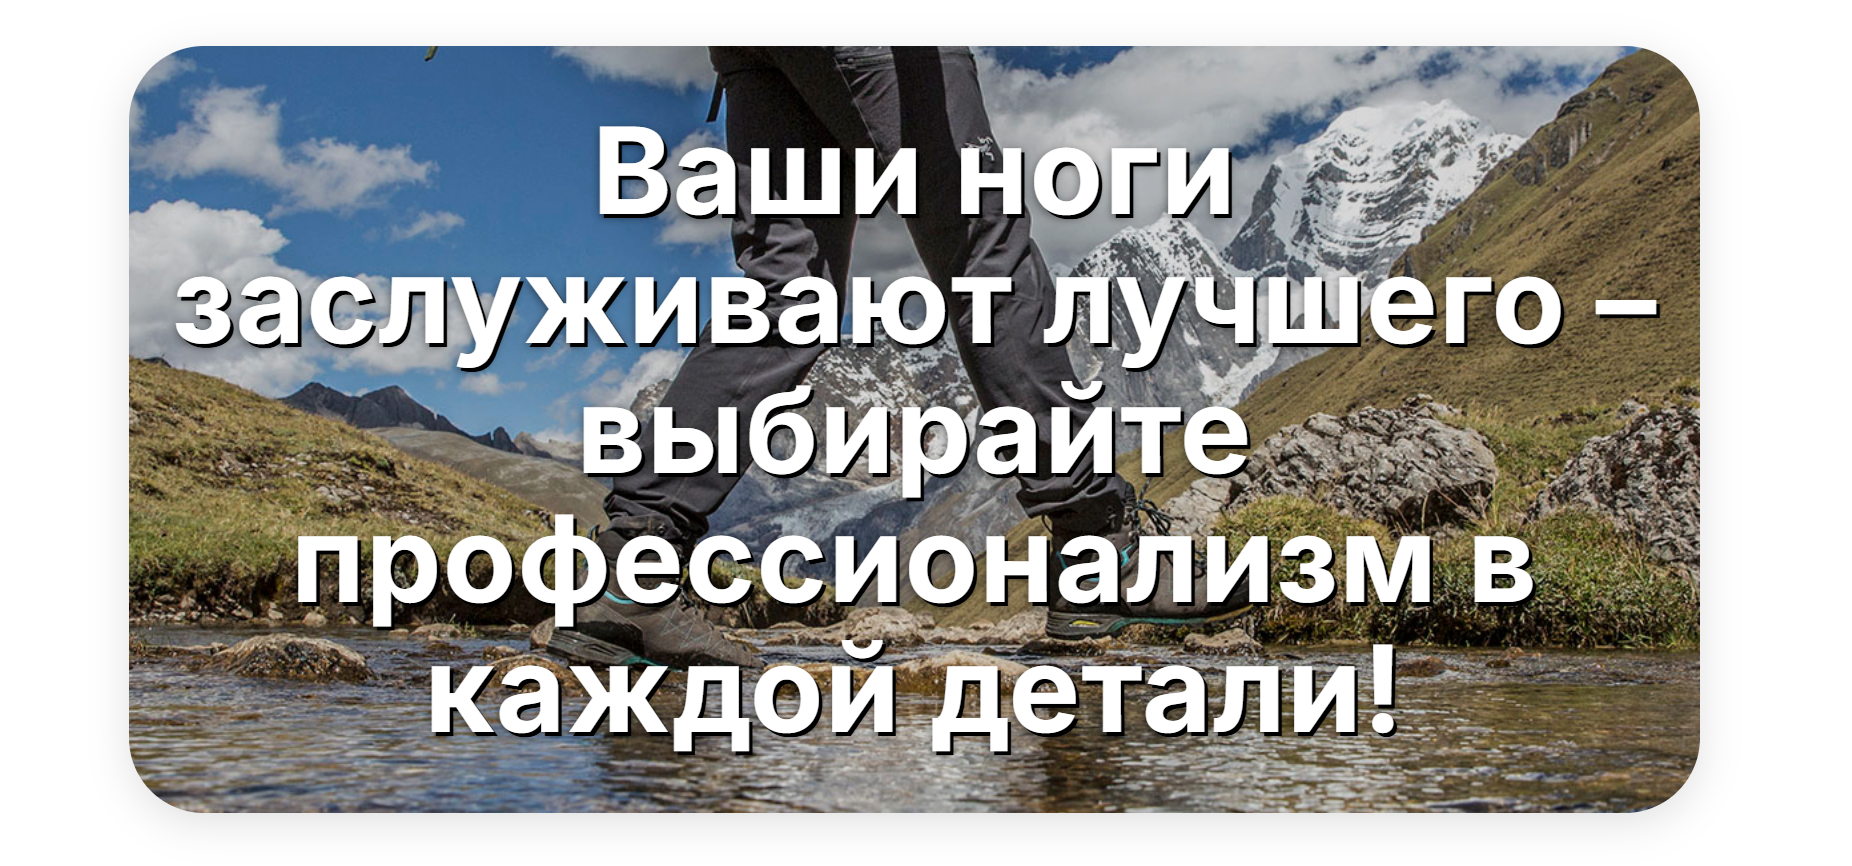 Ваши ноги
заслуживают лучшего –
выбирайте
профессионализм в
каждой детали!